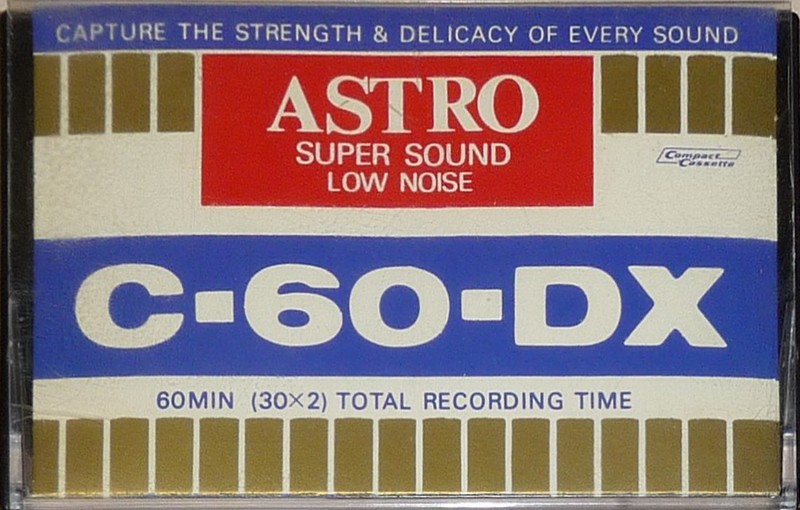 CAPTURE THE STRENGTH & DELICACY OF EVERY SOUND
ASTRO
SUPER SOUND
LOW NOISE
Compact
Cassette
C-60-DX
60MIN (30×2) TOTAL RECORDING TIME